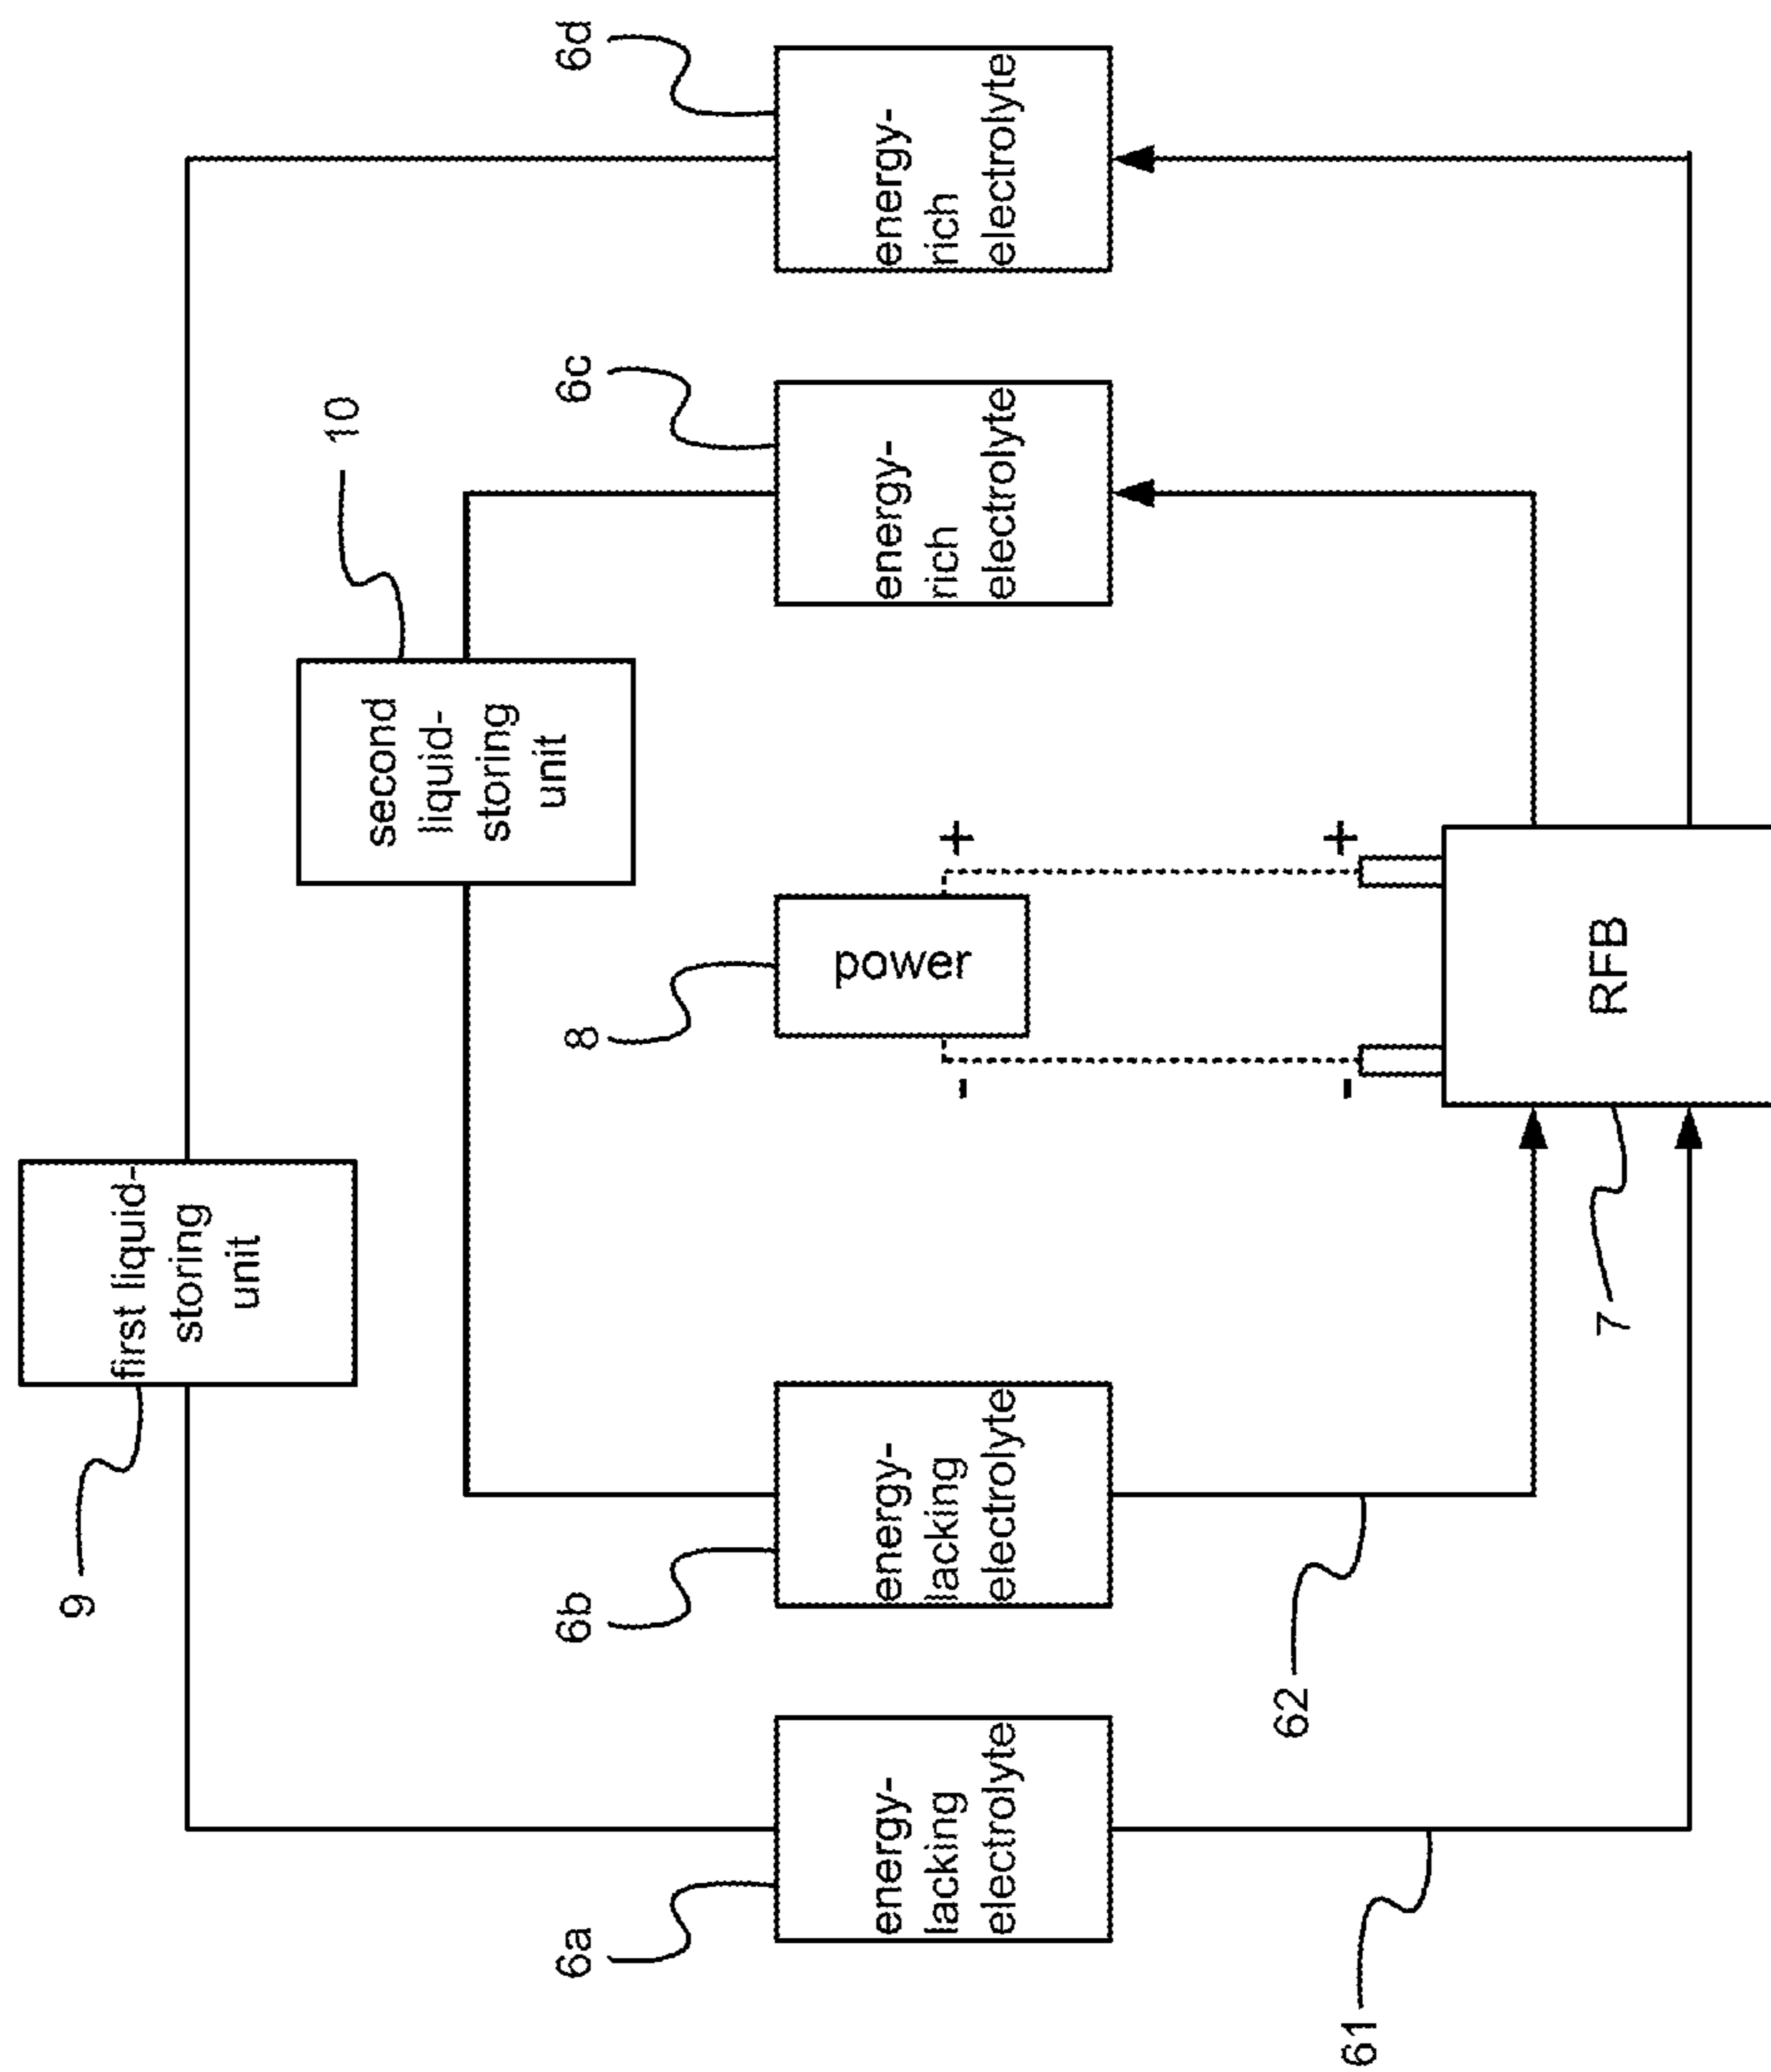 9
first liquid-
storing
unit
10
second
liquid-
storing
unit
6a
energy-
lacking
electrolyte
6b
energy-
lacking
electrolyte
8
power
-
+
6c
energy-
rich
electrolyte
6d
energy-
rich
electrolyte
61
62
-
+
7
RFB